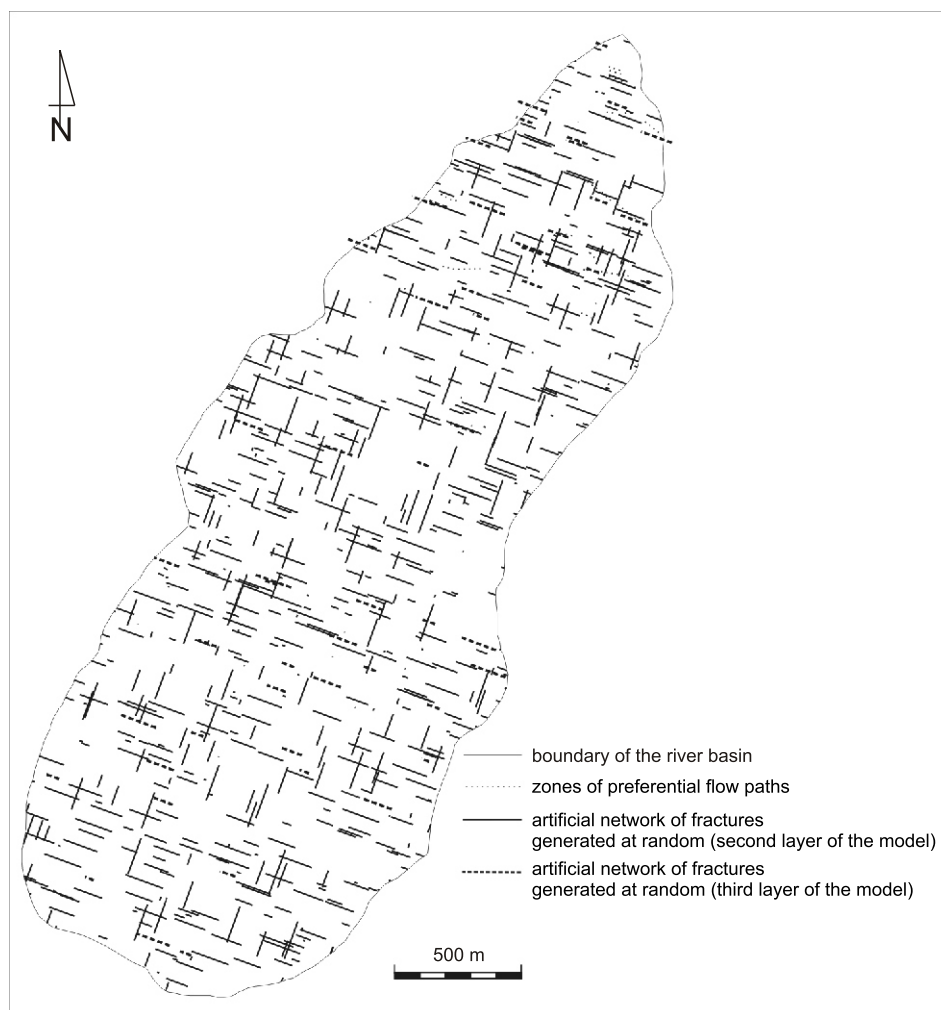 N
boundary of the river basin
zones of preferential flow paths
artificial network of fractures
generated at random (second layer of the model)
artificial network of fractures
generated at random (third layer of the model)
500 m